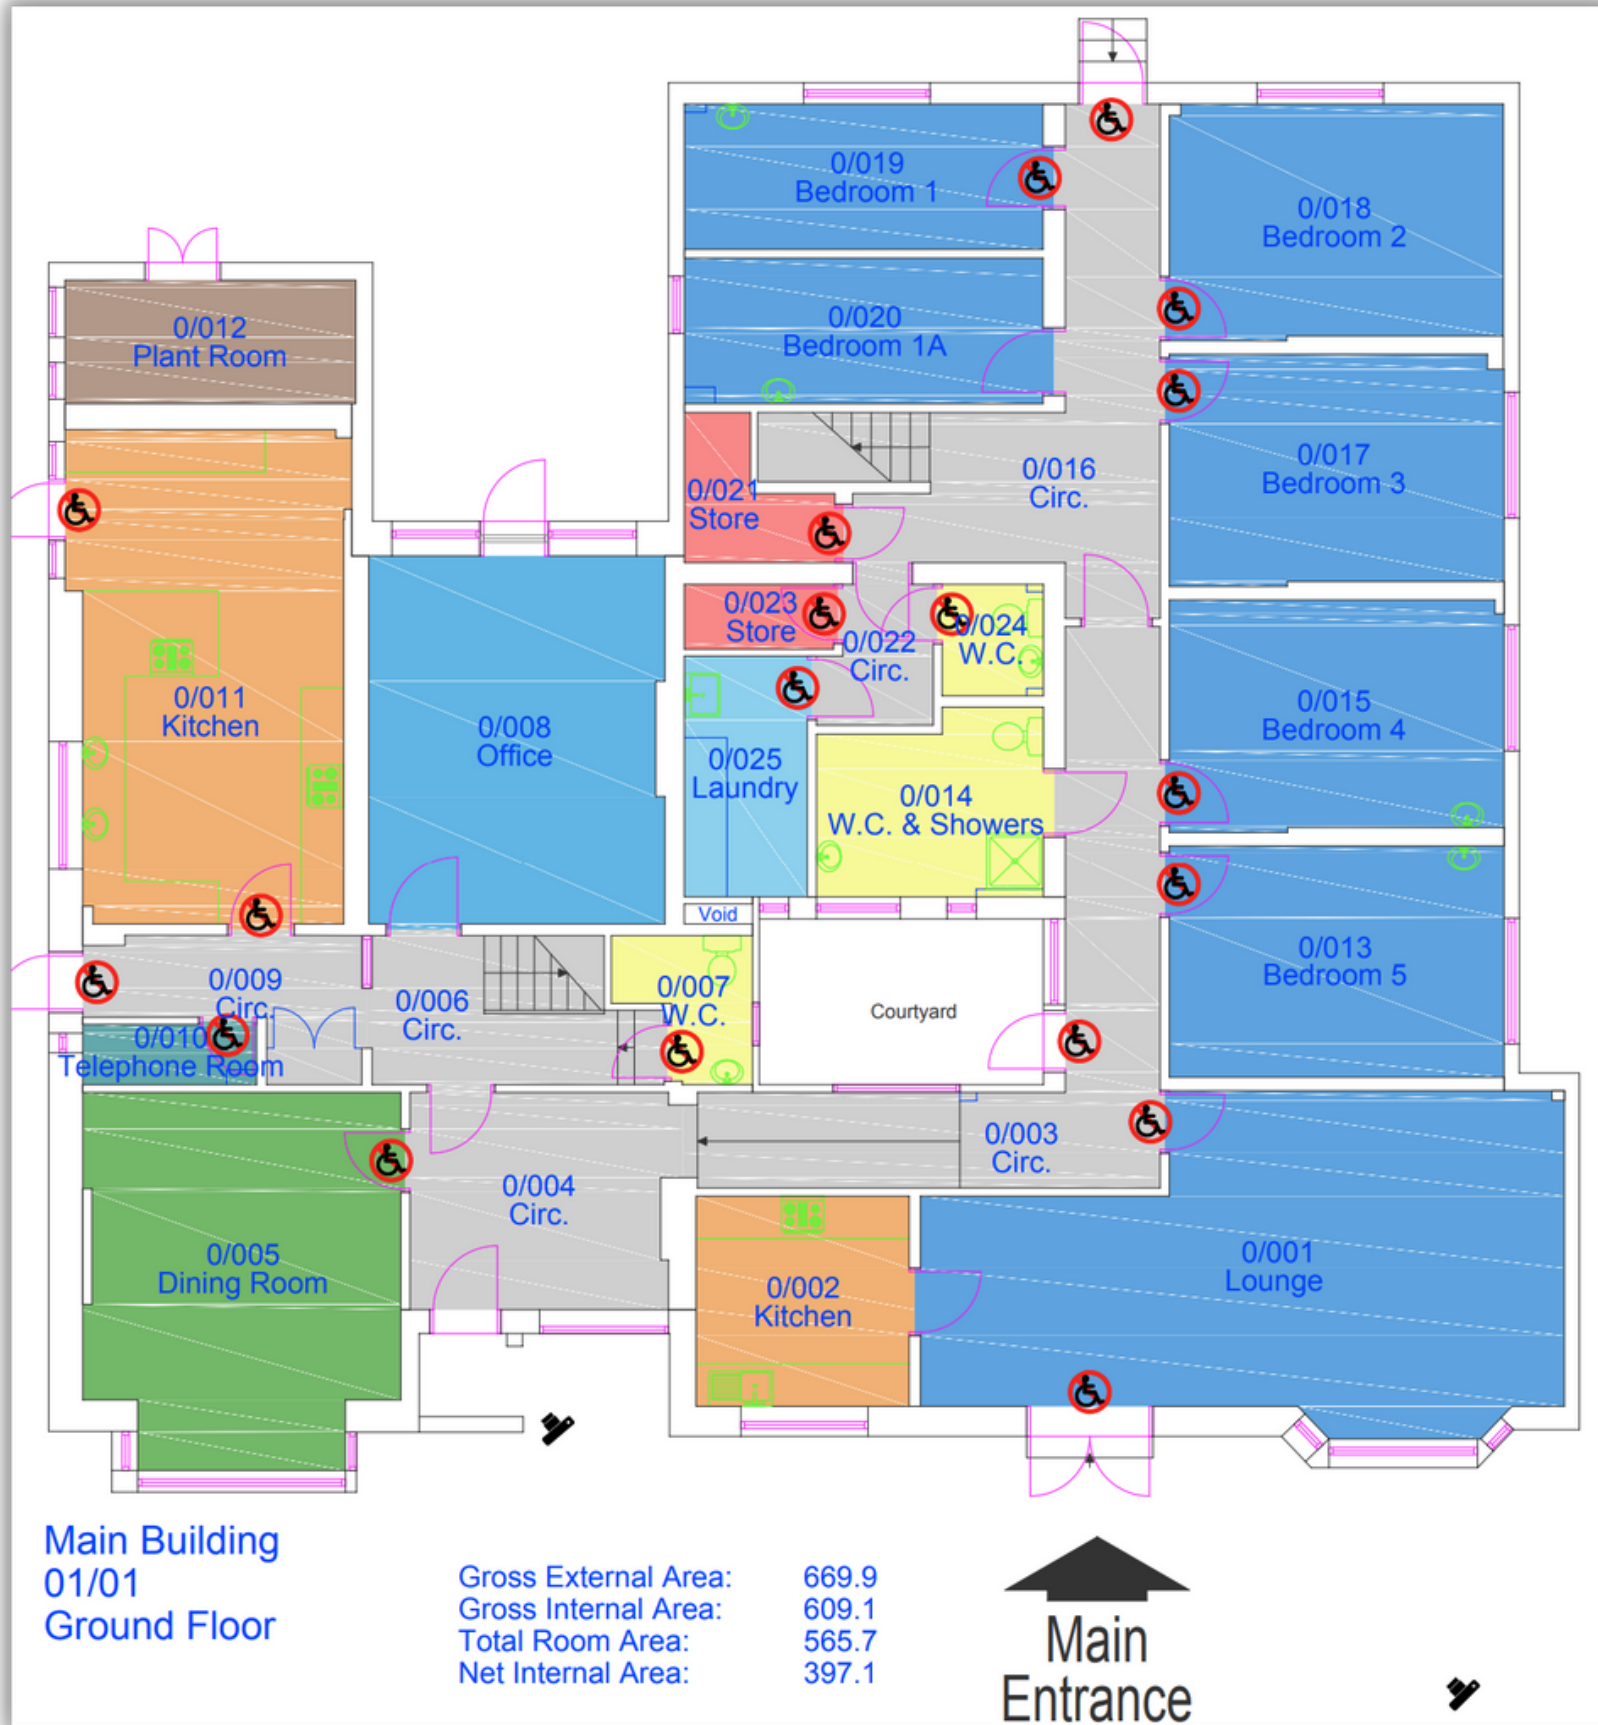 0/019
Bedroom 1
0/018
Bedroom 2
0/012
Plant Room
0/020
Bedroom 1A
0/017
Bedroom 3
0/016
Circ.
0/021
Store
0/023
Store
0/024
W.C.
0/022
Circ.
0/011
Kitchen
0/008
Office
0/015
Bedroom 4
0/025
Laundry
0/014
W.C. & Showers
Void
0/013
Bedroom 5
0/009
Circ.
0/006
Circ.
0/007
W.C.
Courtyard
0/010
Telephone Room
0/003
Circ.
0/004
Circ.
0/005
Dining Room
0/002
Kitchen
0/001
Lounge
Main Building
01/01
Ground Floor
Gross External Area: 669.9
Gross Internal Area: 609.1
Total Room Area: 565.7
Net Internal Area: 397.1
Main
Entrance